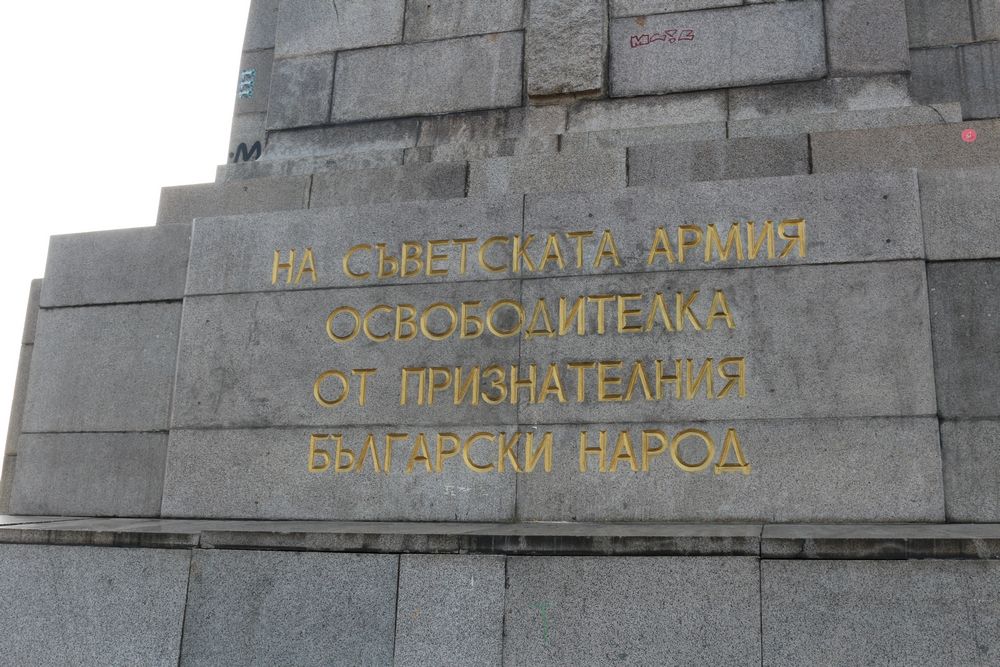 НА СЪВЕТСКАТА АРМИЯ
ОСВОБОДИТЕЛКА
ОТ ПРИЗНАТЕЛНИЯ
БЪЛГАРСКИ НАРОД